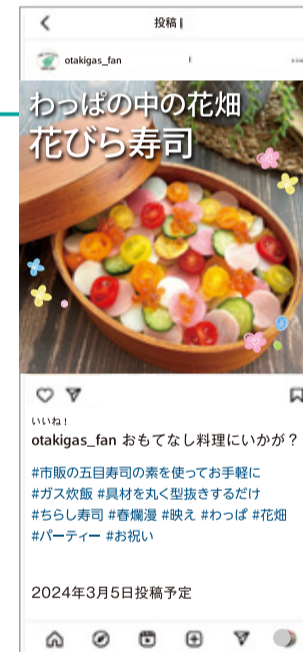 投稿
otakigas_fan
わっぱの中の花畑
花びら寿司
いいね!
otakigas_fan おもてなし料理にいかが?
#市販の五目寿司の素を使ってお手軽に
#ガス炊飯 #具材を丸く型抜きするだけ
#ちらし寿司 #春爛漫 #映え #わっぱ #花畑
#パーティー #お祝い
2024年3月5日投稿予定